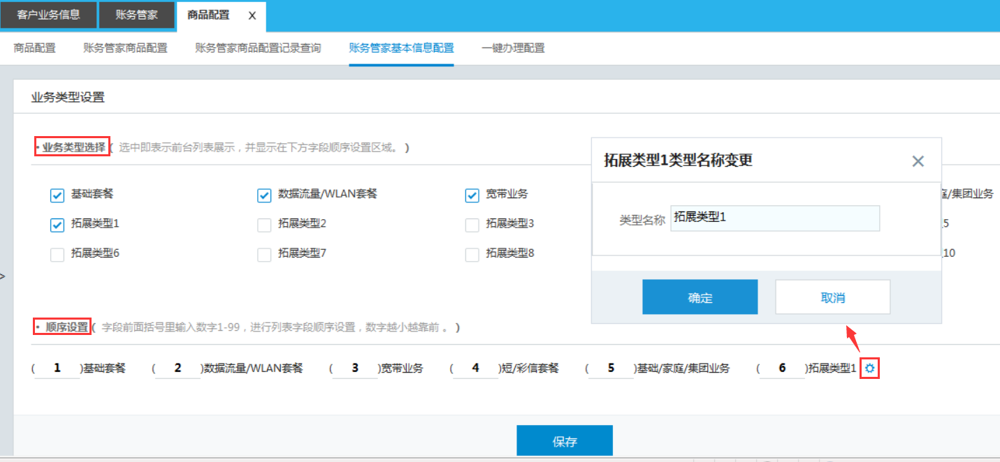 客户业务信息 账务管家 商品配置 X
商品配置 账务管家商品配置 账务管家商品配置记录查询 账务管家基本信息配置 一键办理配置
业务类型设置
• 业务类型选择 ( 选中即表示前台列表展示，并显示在下方字段顺序设置区域。 )
拓展类型1类型名称变更
基础套餐 数据流量/WLAN套餐 宽带业务 庭/集团业务
类型名称 拓展类型1
拓展类型1 拓展类型2 拓展类型3 5
拓展类型6 拓展类型7 拓展类型8 10
>
确定 取消
• 顺序设置 ( 字段前面括号里输入数字1-99，进行列表字段顺序设置，数字越小越靠前 。 )
( 1 )基础套餐 ( 2 )数据流量/WLAN套餐 ( 3 )宽带业务 ( 4 )短/彩信套餐 ( 5 )基础/家庭/集团业务 ( 6 )拓展类型1
保存